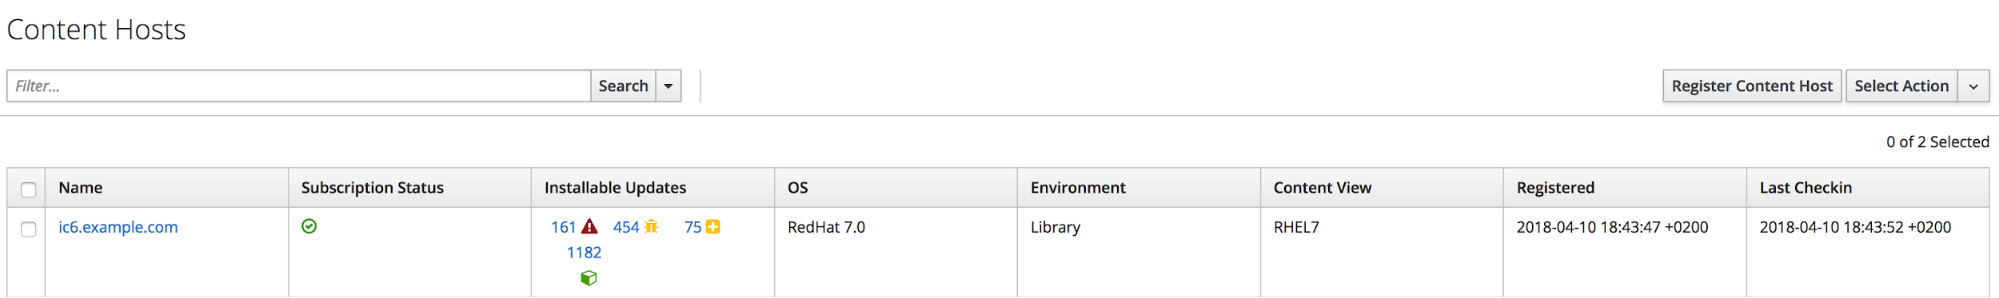 Content Hosts
Filter... Search
Register Content Host Select Action
0 of 2 Selected
Name Subscription Status Installable Updates OS Environment Content View Registered Last Checkin
ic6.example.com 161 454 75 RedHat 7.0 Library RHEL7 2018-04-10 18:43:47 +0200 2018-04-10 18:43:52 +0200
1182